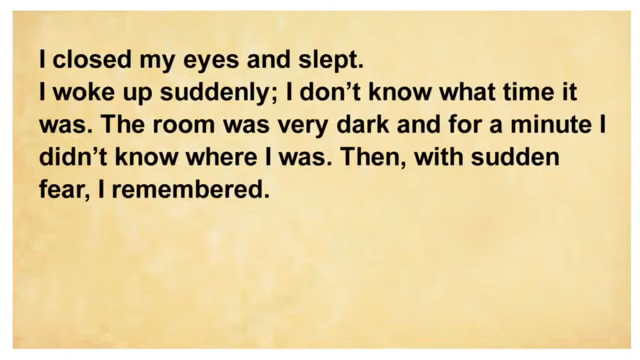 I closed my eyes and slept.
I woke up suddenly; I don’t know what time it
was. The room was very dark and for a minute I
didn’t know where I was. Then, with sudden
fear, I remembered.